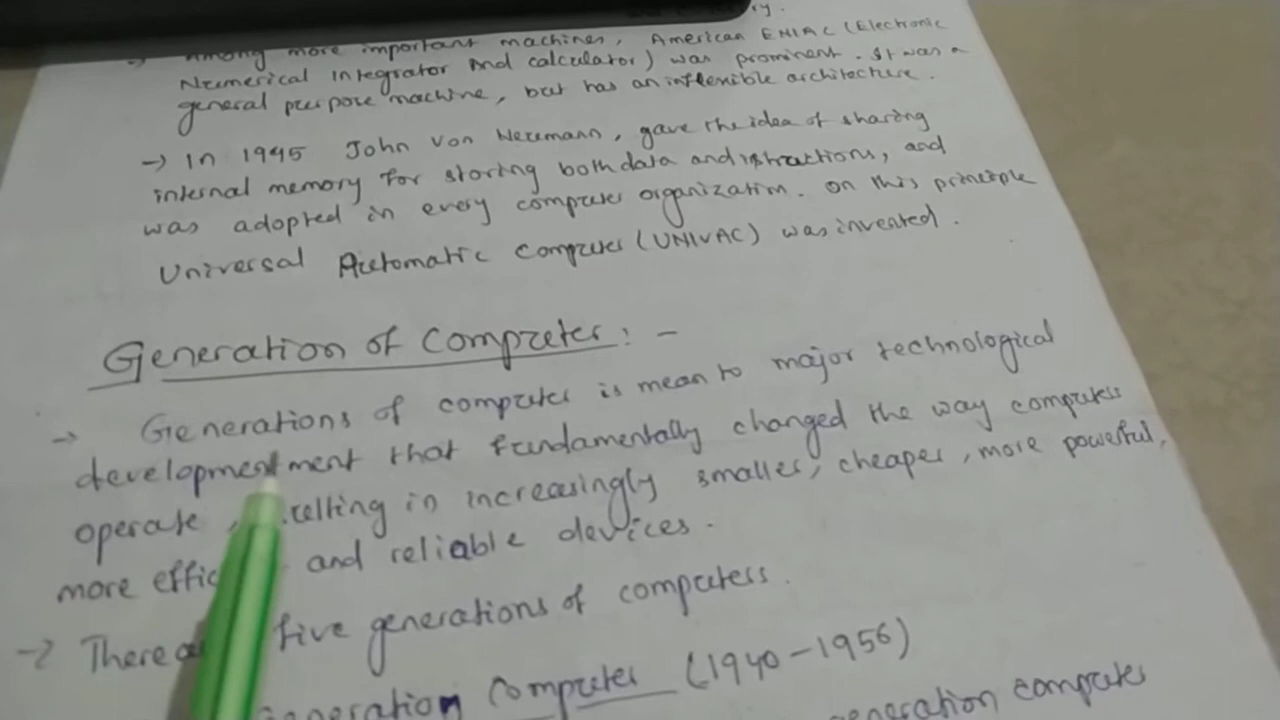 ry.
→ Among more important machines, American ENIAC (Electronic
Numerical Integrator and calculator) was prominent. It was a
general purpose machine, but has an inflexible architecture.
→ In 1945 John Von Neumann, gave the idea of sharing
internal memory for storing both data and instructions, and
was adopted in every computer organization. On this principle
Universal Automatic Computer (UNIVAC) was invented.
Generation of Computer: -
→ Generations of computer is mean to major technological
developmentment that fundamentally changed the way computers
operate, ulting in increasingly smaller, cheaper, more powerful,
more effic and reliable devices.
→ There a five generations of computers.
eneration Computer (1940-1956)
eneration computer